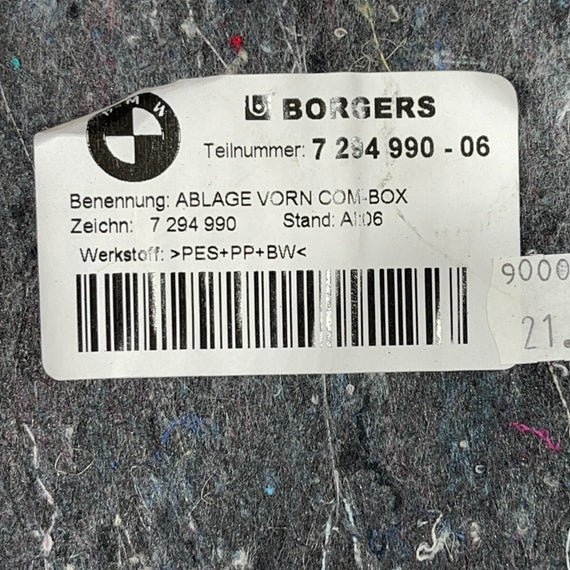 BMW
BORGERS
Teilnummer: 7 294 990 - 06
Benennung: ABLAGE VORN COM-BOX
Zeichn: 7 294 990 Stand: AI:06
Werkstoff: >PES+PP+BW<
9000
21.